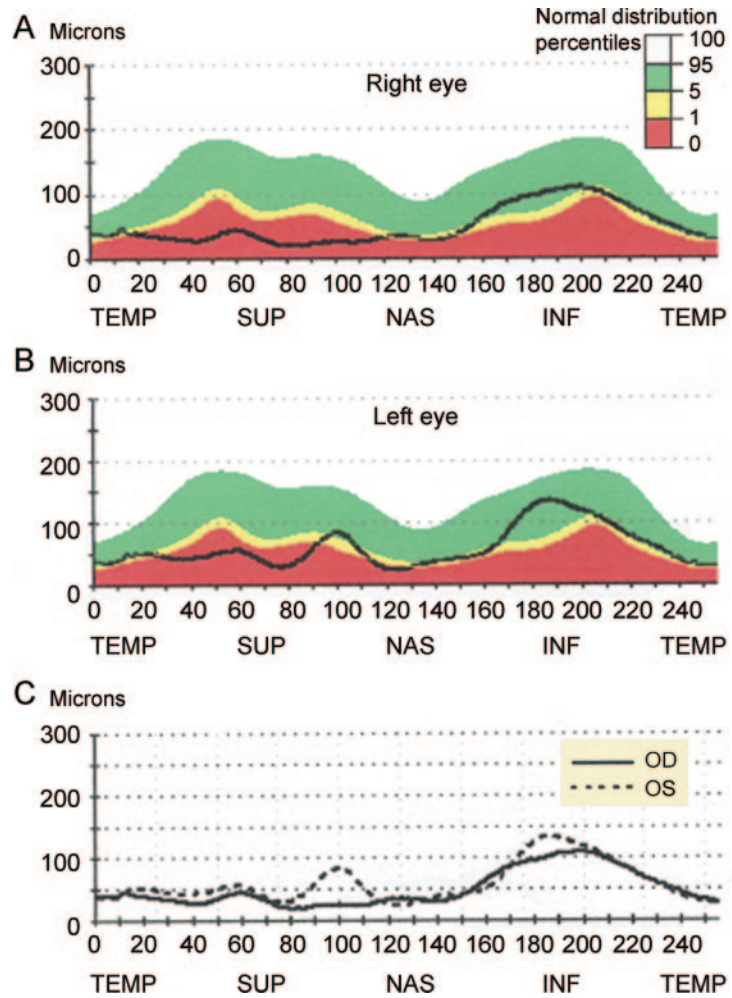 A Microns
Normal distribution
percentiles
100
95
5
1
0
Right eye
300
200
100
0
0 20 40 60 80 100 120 140 160 180 200 220 240
TEMP SUP NAS INF TEMP
B Microns
Left eye
300
200
100
0
0 20 40 60 80 100 120 140 160 180 200 220 240
TEMP SUP NAS INF TEMP
C Microns
300
200
100
0
OD
OS
0 20 40 60 80 100 120 140 160 180 200 220 240
TEMP SUP NAS INF TEMP